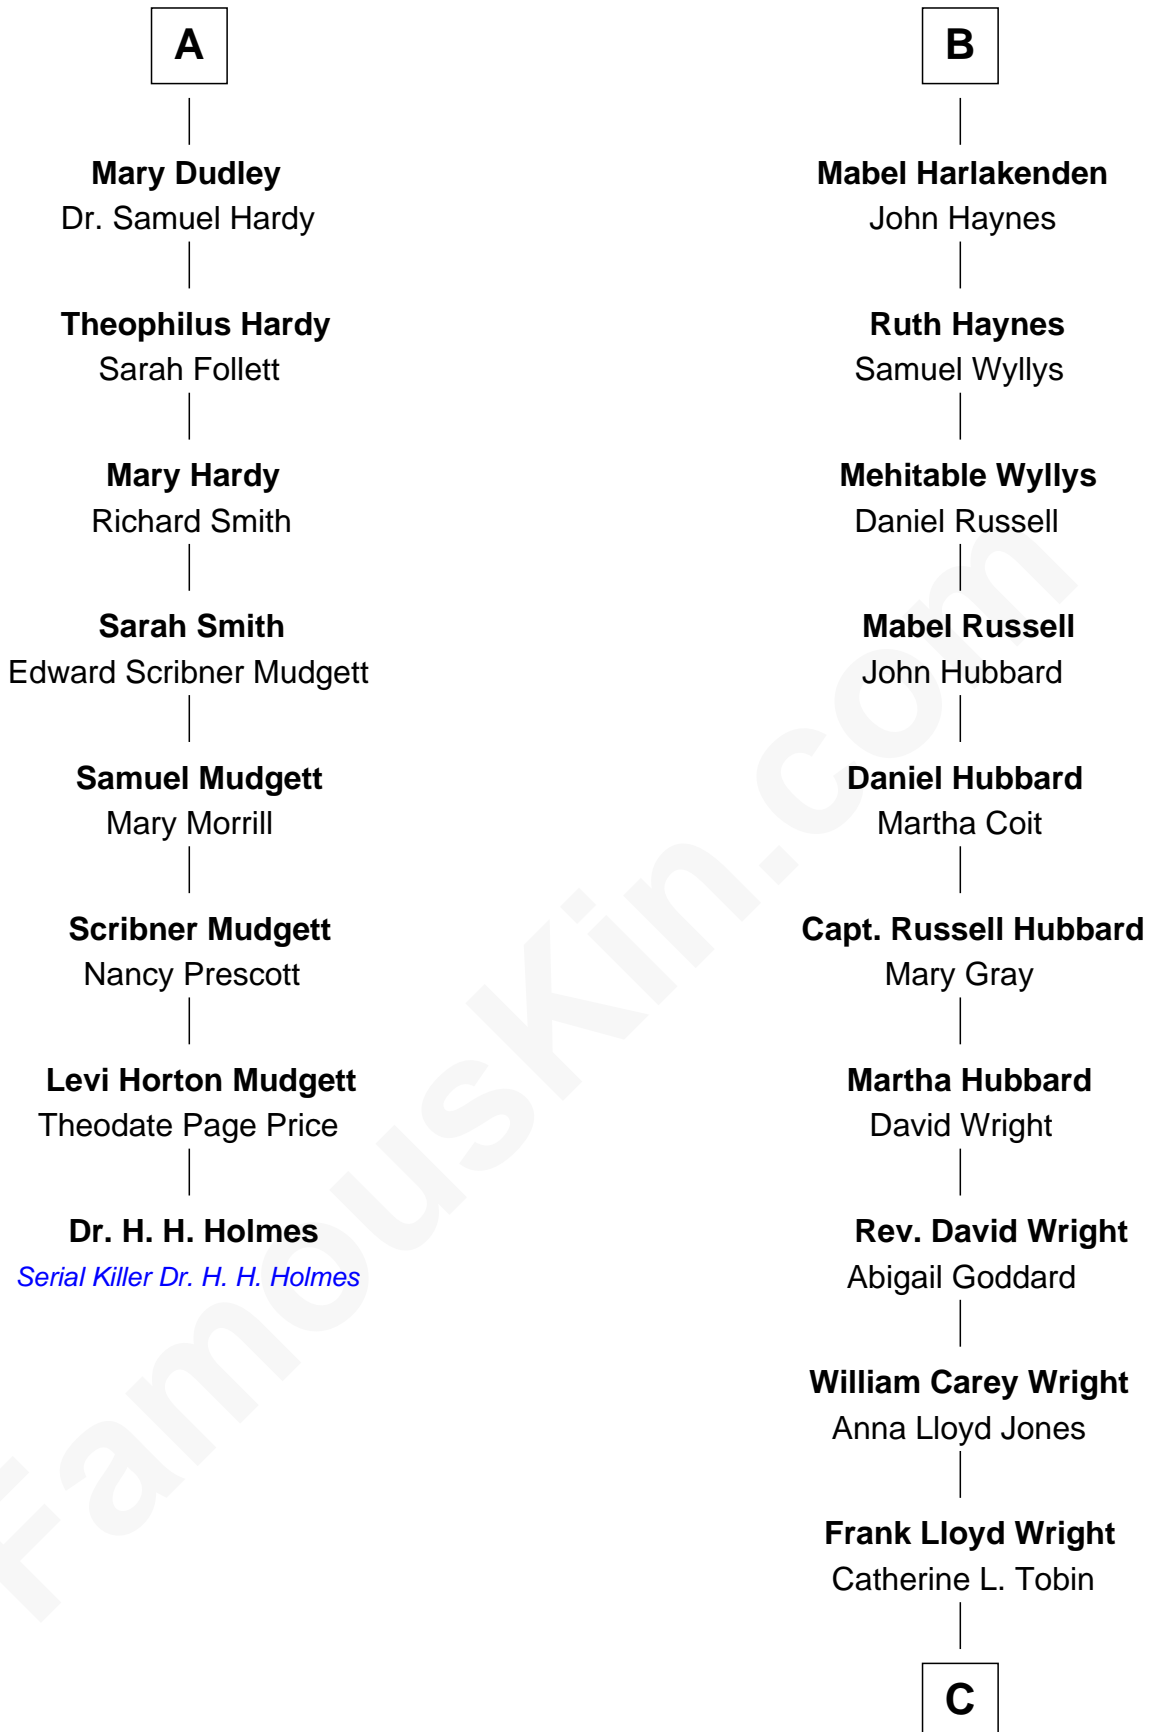 A
Mary Dudley
Dr. Samuel Hardy
Theophilus Hardy
Sarah Follett
Mary Hardy
Richard Smith
Sarah Smith
Edward Scribner Mudgett
Samuel Mudgett
Mary Morrill
Scribner Mudgett
Nancy Prescott
Levi Horton Mudgett
Theodate Page Price
Dr. H. H. Holmes
Serial Killer Dr. H. H. Holmes
B
Mabel Harlakenden
John Haynes
Ruth Haynes
Samuel Wyllys
Mehitable Wyllys
Daniel Russell
Mabel Russell
John Hubbard
Daniel Hubbard
Martha Coit
Capt. Russell Hubbard
Mary Gray
Martha Hubbard
David Wright
Rev. David Wright
Abigail Goddard
William Carey Wright
Anna Lloyd Jones
Frank Lloyd Wright
Catherine L. Tobin
C
FamousKin.com